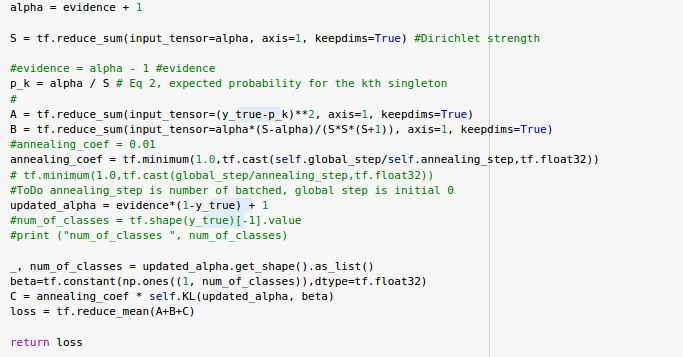 alpha = evidence + 1
S = tf.reduce_sum(input_tensor=alpha, axis=1, keepdims=True) #Dirichlet strength
#evidence = alpha - 1 #evidence
p_k = alpha / S # Eq 2, expected probability for the kth singleton
#
A = tf.reduce_sum(input_tensor=(y_true-p_k)**2, axis=1, keepdims=True)
B = tf.reduce_sum(input_tensor=alpha*(S-alpha)/(S*S*(S+1)), axis=1, keepdims=True)
#annealing_coef = 0.01
annealing_coef = tf.minimum(1.0,tf.cast(self.global_step/self.annealing_step,tf.float32))
# tf.minimum(1.0,tf.cast(global_step/annealing_step,tf.float32))
#ToDo annealing_step is number of batched, global step is initial 0
updated_alpha = evidence*(1-y_true) + 1
#num_of_classes = tf.shape(y_true)[-1].value
#print ("num_of_classes ", num_of_classes)
_, num_of_classes = updated_alpha.get_shape().as_list()
beta=tf.constant(np.ones((1, num_of_classes)),dtype=tf.float32)
C = annealing_coef * self.KL(updated_alpha, beta)
loss = tf.reduce_mean(A+B+C)
return loss